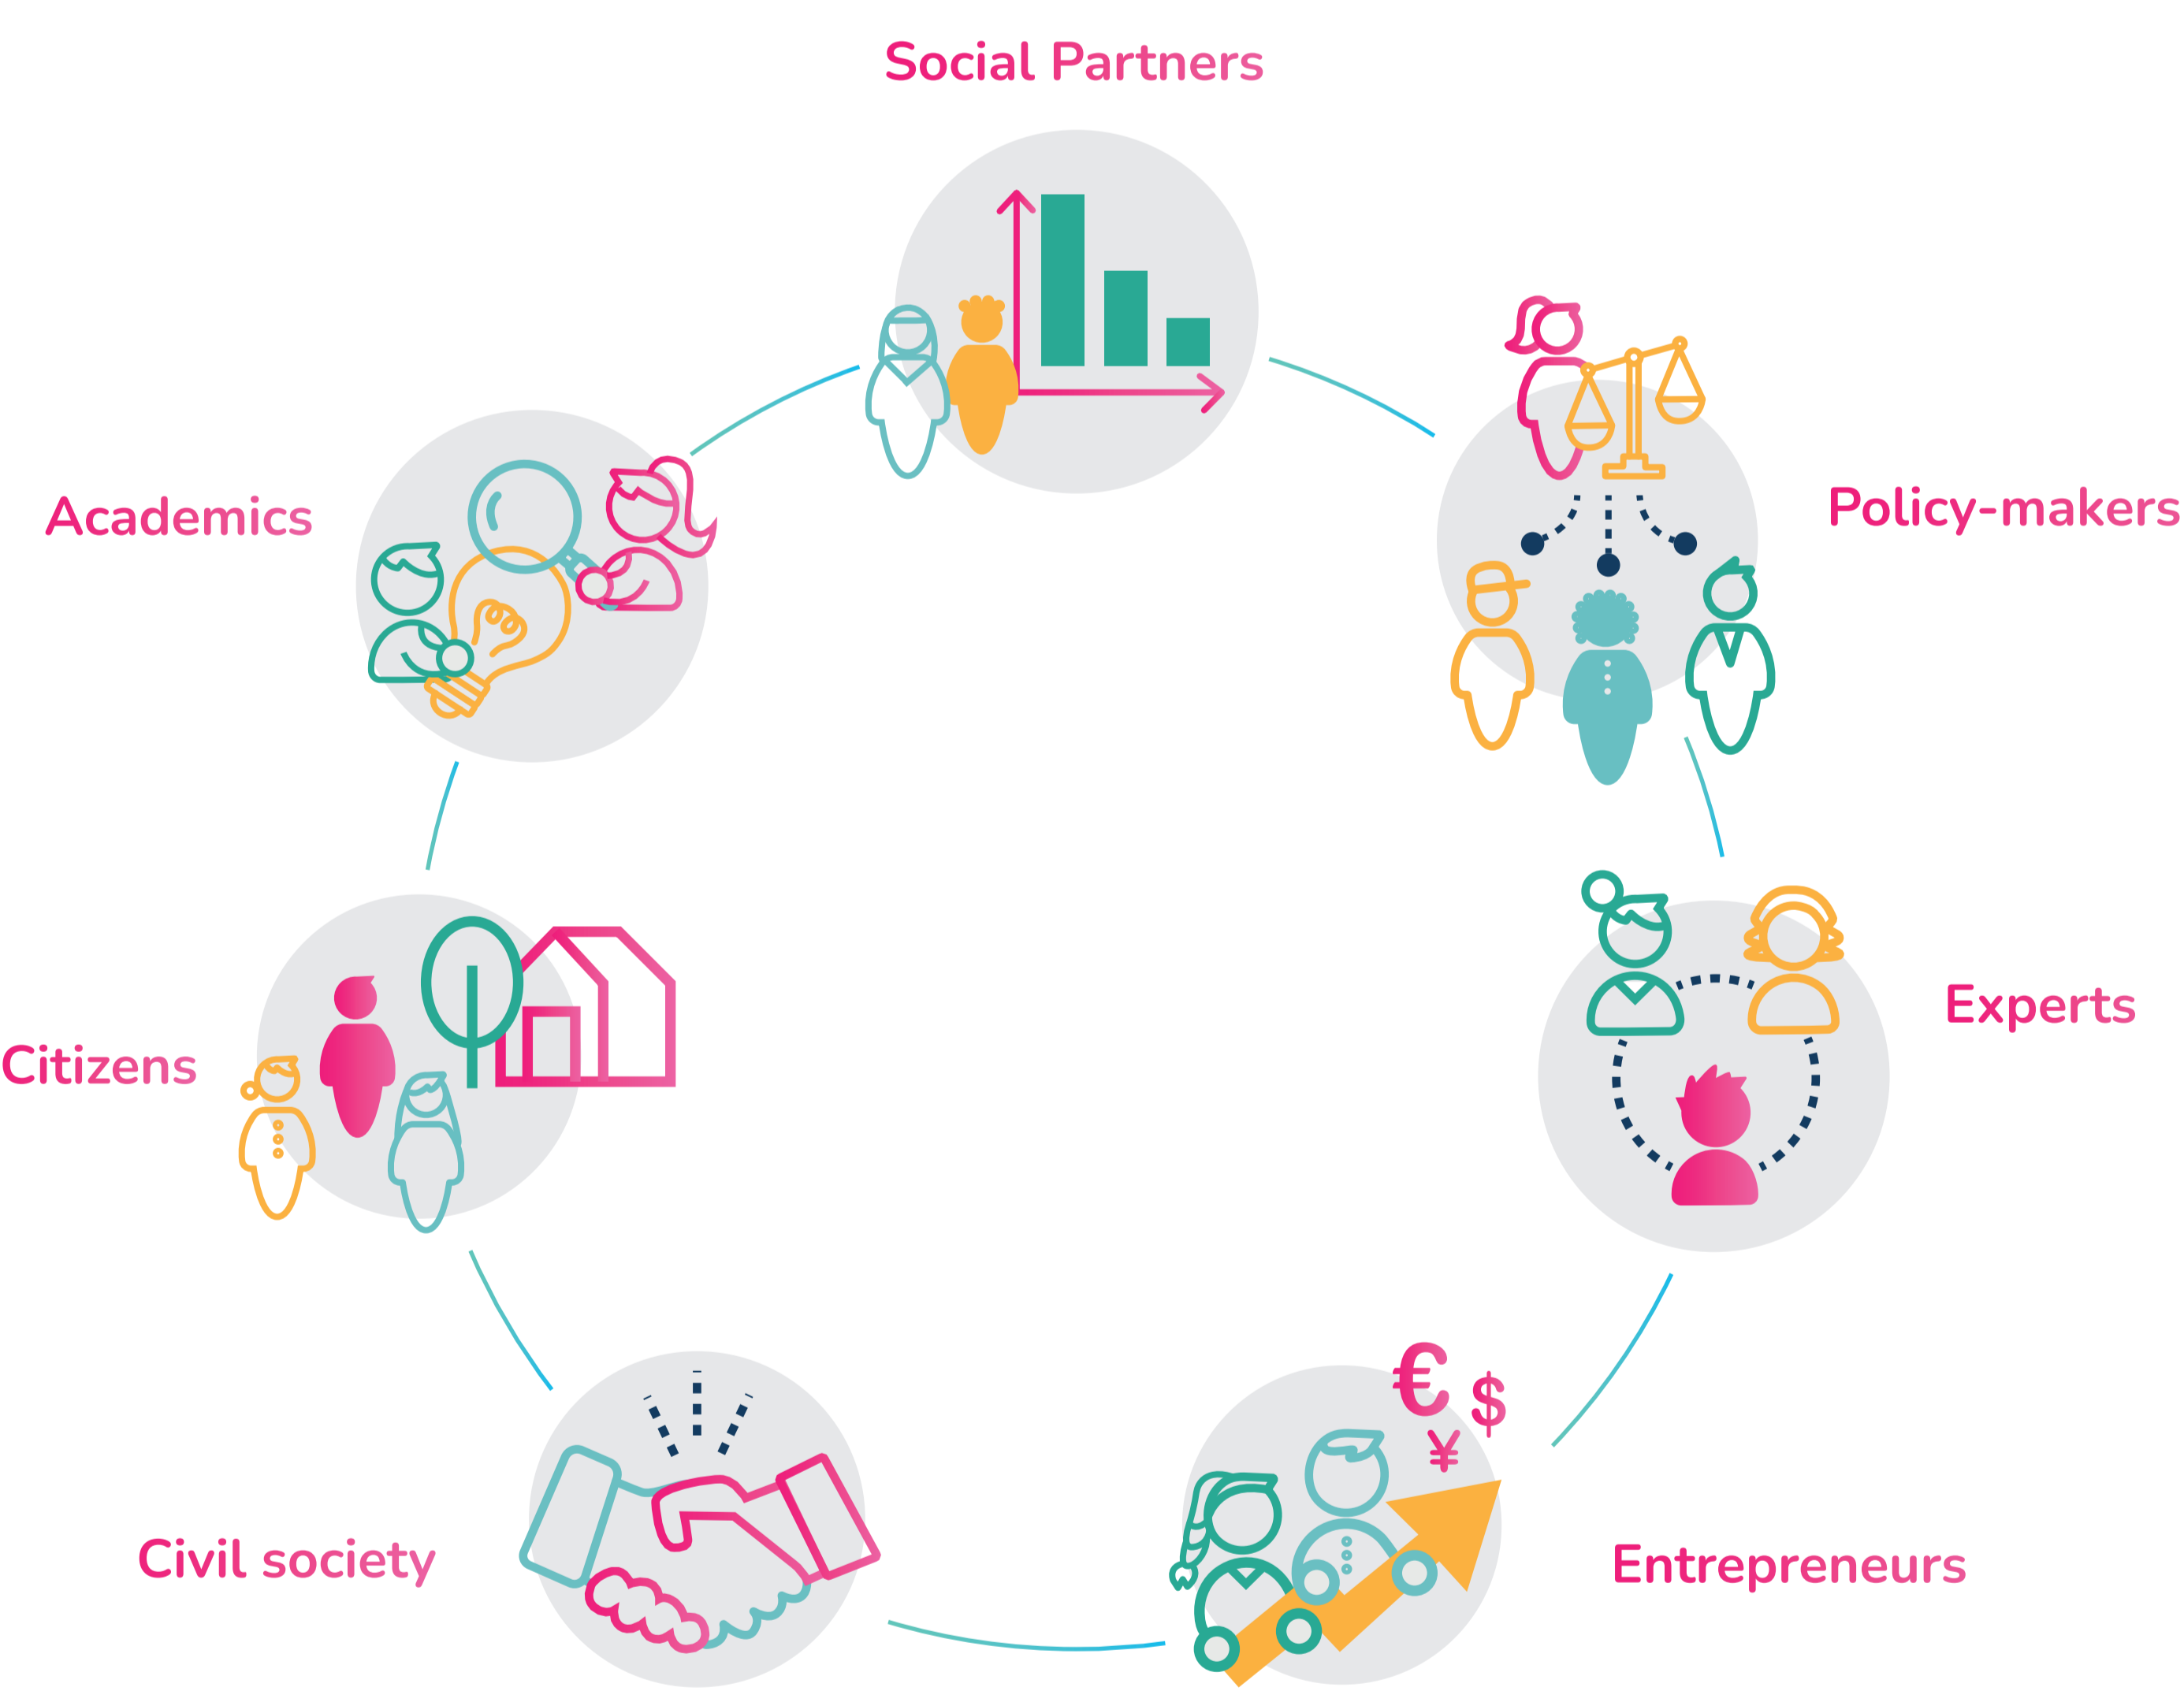 Social Partners
Academics
Policy-makers
Experts
Citizens
€
$
¥
Civil society
Entrepreneurs